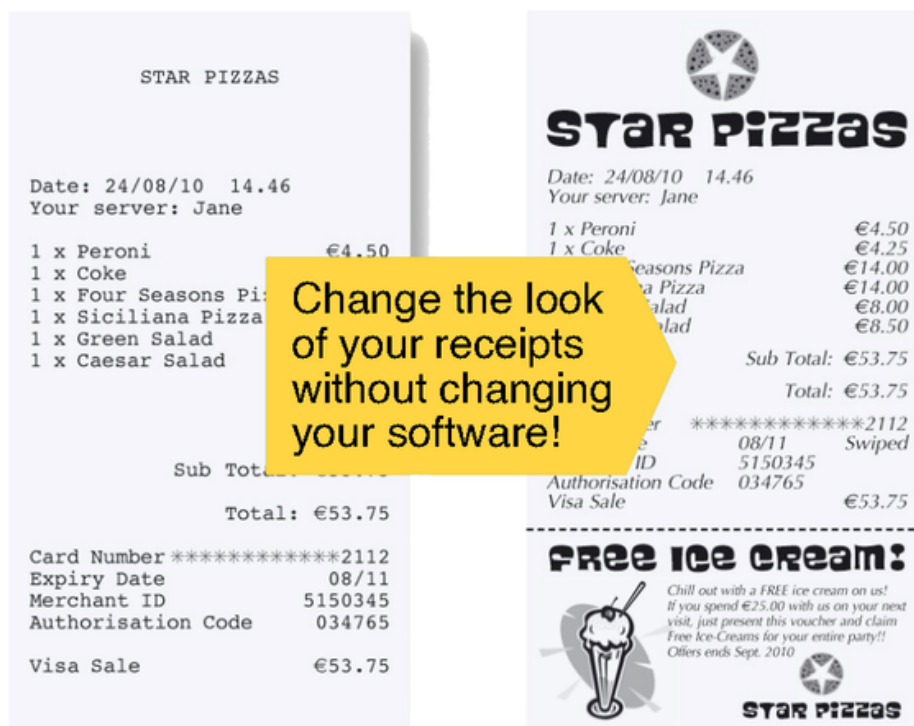 STAR PIZZAS
Date: 24/08/10 14.46
Your server: Jane
1 x Peroni €4.50
1 x Coke
1 x Four Seasons
1 x Siciliana Pizza
1 x Green Salad
1 x Caesar Salad
Sub
Total: €53.75
Card Number ************2112
Expiry Date 08/11
Merchant ID 5150345
Authorisation Code 034765
Visa Sale €53.75
Change the look
of your receipts
without changing
your software!
STAR PIZZAS
Date: 24/08/10 14.46
Your server: Jane
1 x Peroni €4.50
1 x Coke €4.25
Seasons Pizza €14.00
Pizza €14.00
Salad €8.00
€8.50
Sub Total: €53.75
Total: €53.75
************2112
08/11 Swiped
ID 5150345
Authorisation Code 034765
Visa Sale €53.75
FREE ICE CREAM!
Chill out with a FREE ice cream on us!
If you spend €25.00 with us on your next
visit, just present this voucher and claim
Free Ice-Creams for your entire party!!
Offers ends Sept. 2010
STAR PIZZAS